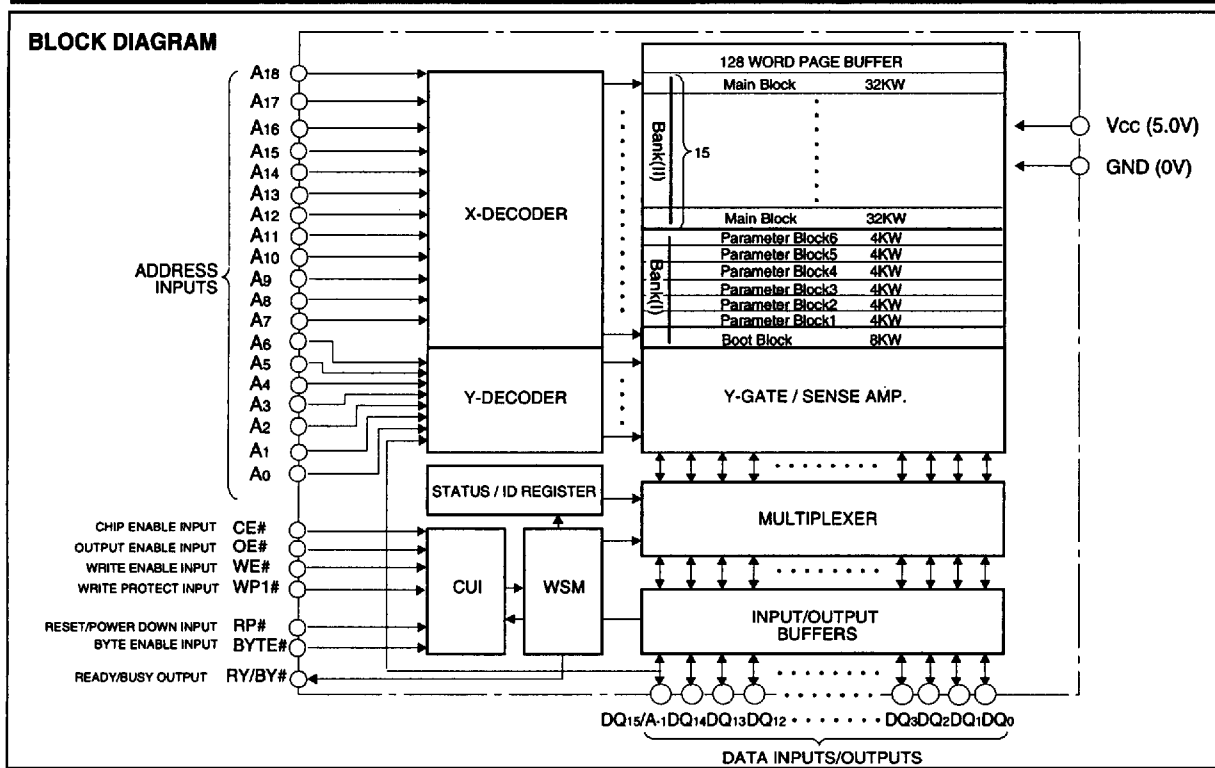 BLOCK DIAGRAM
A18
A17
A16
A15
A14
A13
A12
A11
A10
A9
A8
A7
A6
A5
A4
A3
A2
A1
A0
ADDRESS
INPUTS
X-DECODER
Y-DECODER
128 WORD PAGE BUFFER
Main Block 32KW
Bank(II)
15
Main Block 32KW
Parameter Block6 4KW
Parameter Block5 4KW
Parameter Block4 4KW
Parameter Block3 4KW
Parameter Block2 4KW
Parameter Block1 4KW
Boot Block 8KW
Bank(I)
Y-GATE / SENSE AMP.
Vcc (5.0V)
GND (0V)
STATUS / ID REGISTER
MULTIPLEXER
CHIP ENABLE INPUT CE#
OUTPUT ENABLE INPUT OE#
WRITE ENABLE INPUT WE#
WRITE PROTECT INPUT WP1#
RESET/POWER DOWN INPUT RP#
BYTE ENABLE INPUT BYTE#
READY/BUSY OUTPUT RY/BY#
CUI
WSM
INPUT/OUTPUT
BUFFERS
DQ15/A-1 DQ14 DQ13 DQ12 DQ3 DQ2 DQ1 DQ0
DATA INPUTS/OUTPUTS